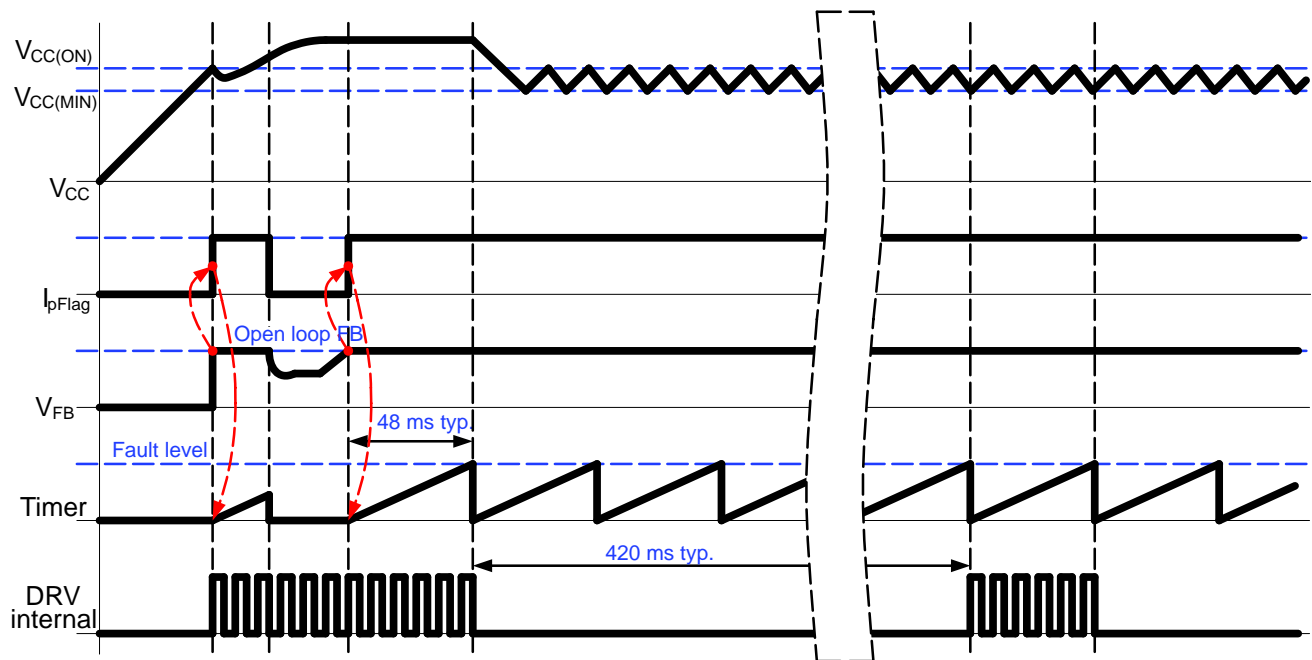 VCC(ON)
VCC(MIN)
VCC
IpFlag
Open loop FB
VFB
48 ms typ.
Fault level
Timer
420 ms typ.
DRV
internal